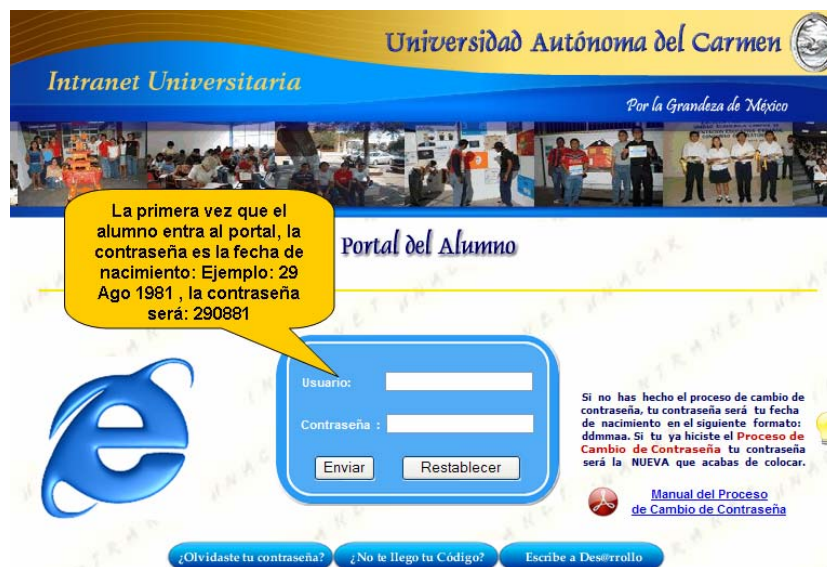 Universidad Autónoma del Carmen
Intranet Universitaria
Por la Grandeza de México
La primera vez que el
alumno entra al portal, la
contraseña es la fecha de
nacimiento: Ejemplo: 29
Ago 1981 , la contraseña
será: 290881
Portal del Alumno
Usuario:
Contraseña :
Enviar
Restablecer
Si no has hecho el proceso de cambio de
contraseña, tu contraseña será tu fecha
de nacimiento en el siguiente formato:
ddmmaa. Si tu ya hiciste el Proceso de
Cambio de Contraseña tu contraseña
será la NUEVA que acabas de colocar.
Manual del Proceso
de Cambio de Contraseña
¿Olvidaste tu contraseña?
¿No te llego tu Código?
Escribe a Des@rrollo